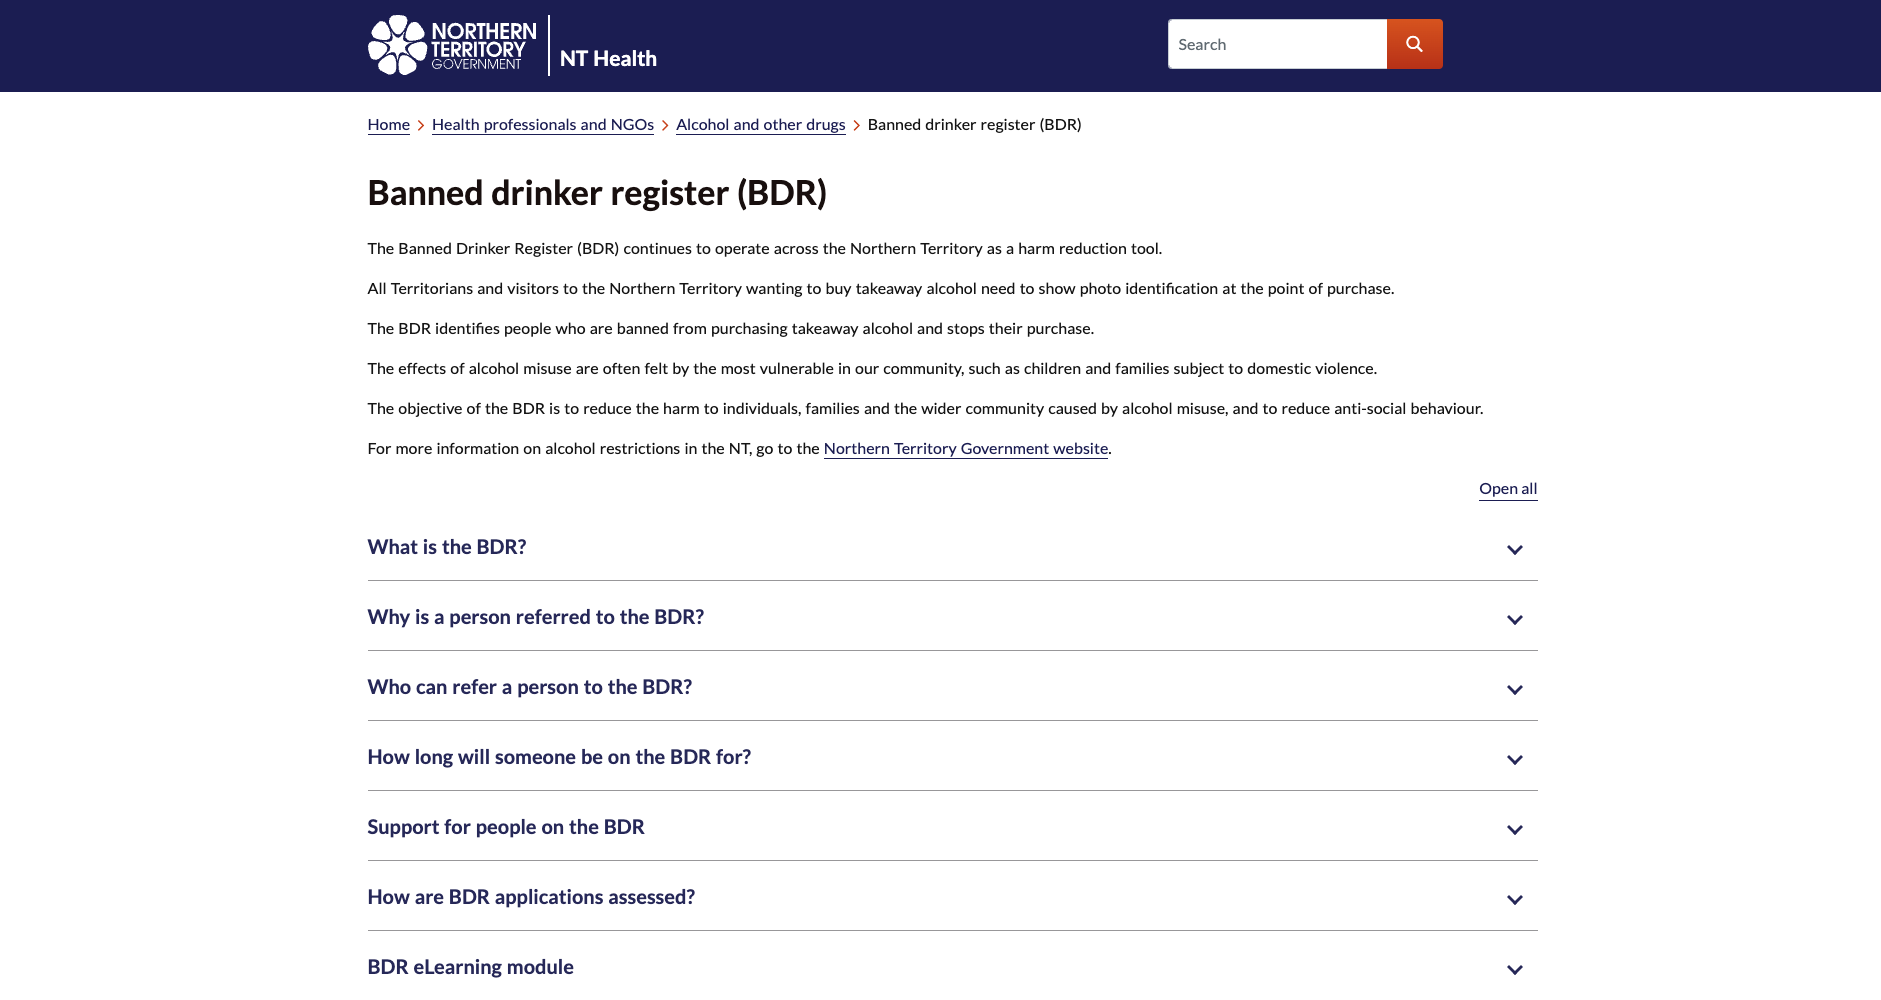 NORTHERN
TERRITORY
GOVERNMENT
NT Health
Search
Home > Health professionals and NGOs > Alcohol and other drugs > Banned drinker register (BDR)
Banned drinker register (BDR)
The Banned Drinker Register (BDR) continues to operate across the Northern Territory as a harm reduction tool.
All Territorians and visitors to the Northern Territory wanting to buy takeaway alcohol need to show photo identification at the point of purchase.
The BDR identifies people who are banned from purchasing takeaway alcohol and stops their purchase.
The effects of alcohol misuse are often felt by the most vulnerable in our community, such as children and families subject to domestic violence.
The objective of the BDR is to reduce the harm to individuals, families and the wider community caused by alcohol misuse, and to reduce anti-social behaviour.
For more information on alcohol restrictions in the NT, go to the Northern Territory Government website.
Open all
What is the BDR?
Why is a person referred to the BDR?
Who can refer a person to the BDR?
How long will someone be on the BDR for?
Support for people on the BDR
How are BDR applications assessed?
BDR eLearning module